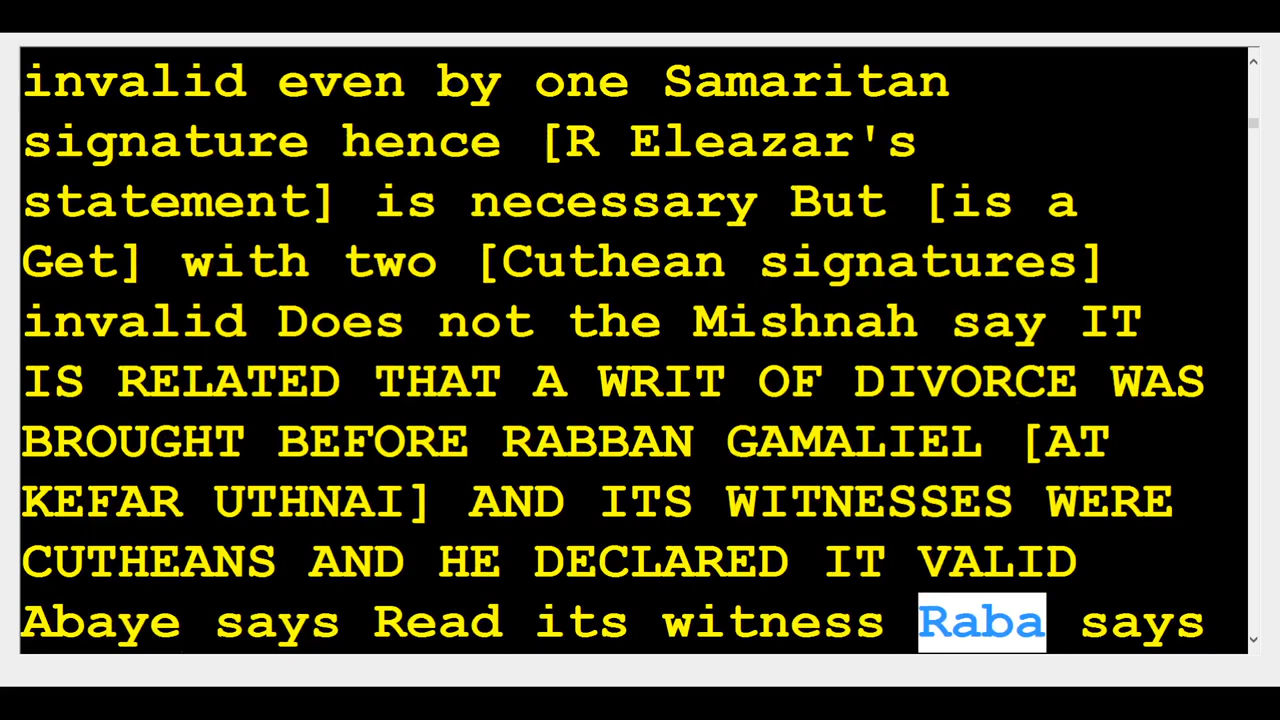 invalid even by one Samaritan
signature hence [R Eleazar's
statement] is necessary But [is a
Get] with two [Cuthean signatures]
invalid Does not the Mishnah say IT
IS RELATED THAT A WRIT OF DIVORCE WAS
BROUGHT BEFORE RABBAN GAMALIEL [AT
KEFAR UTHNAI] AND ITS WITNESSES WERE
CUTHEANS AND HE DECLARED IT VALID
Abaye says Read its witness Raba says